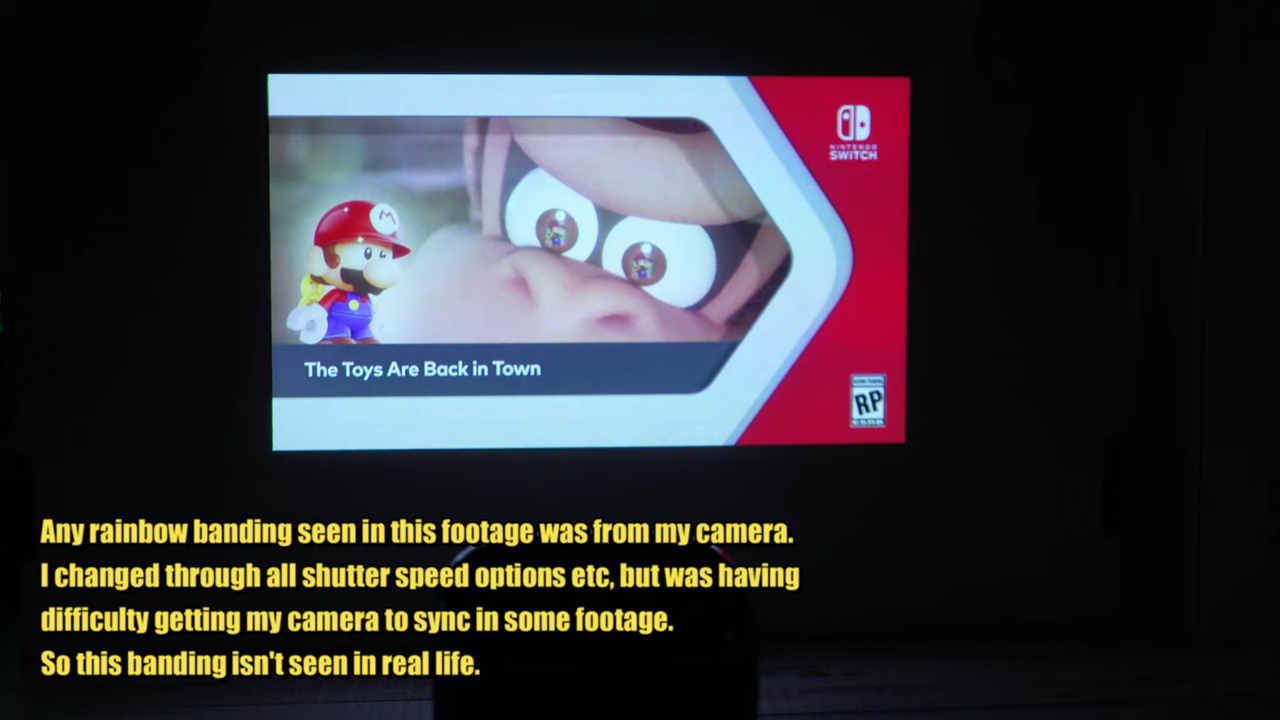 NINTENDO
SWITCH
M
The Toys Are Back in Town
RP
ESRB
Any rainbow banding seen in this footage was from my camera.
I changed through all shutter speed options etc, but was having
difficulty getting my camera to sync in some footage.
So this banding isn't seen in real life.